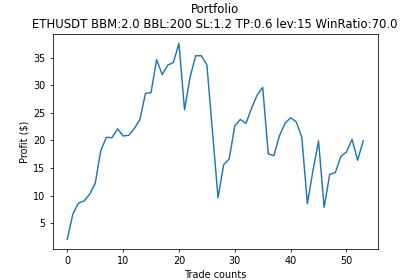 Portfolio
ETHUSDT BBM:2.0 BBL:200 SL:1.2 TP:0.6 lev:15 WinRatio:70.0
Profit ($)
35
30
25
20
15
10
5
0 10 20 30 40 50
Trade counts